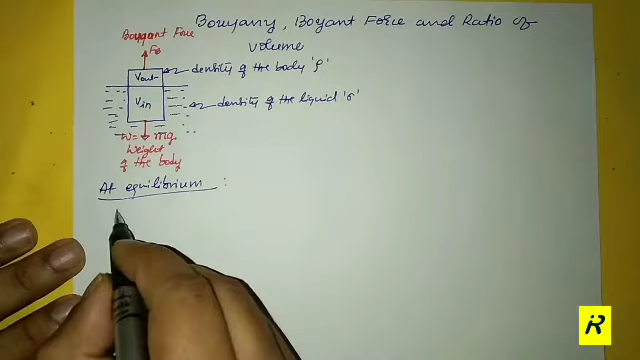 Bouyany, Boyant Force and Ratio of
volume
Bouyant Force
FB
Vout
density of the body 'ρ'
Vin
density of the liquid 'σ'
W = mg
Weight
of the body
At equilibrium :
R